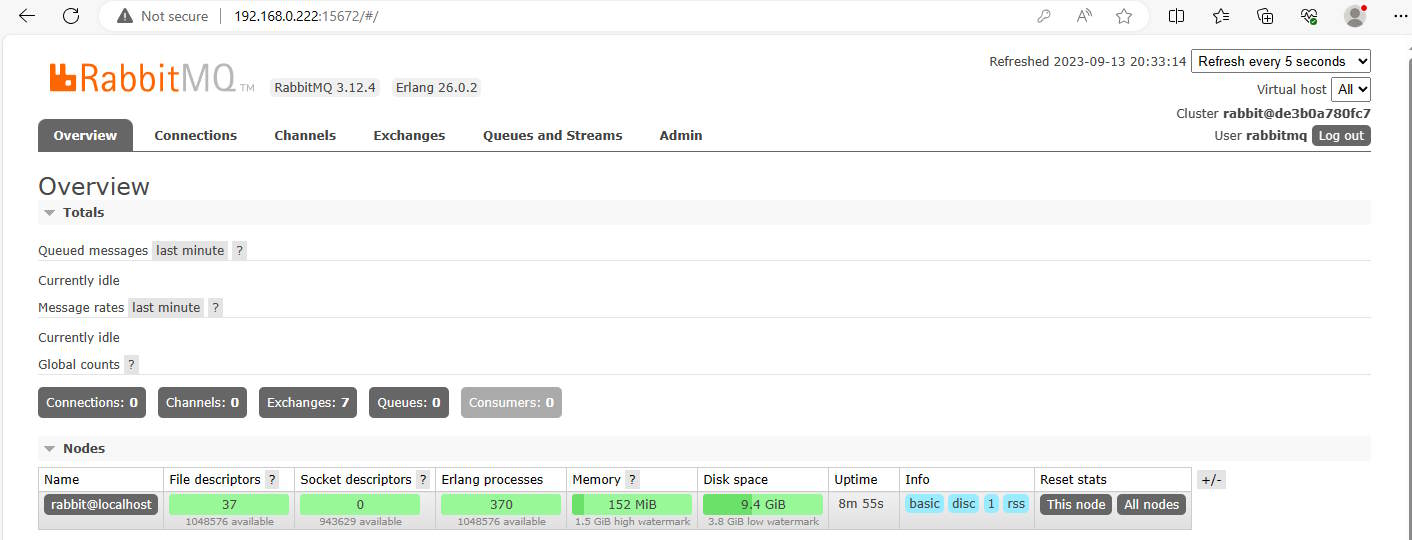 Not secure 192.168.0.222:15672/#/
RabbitMQ TM RabbitMQ 3.12.4 Erlang 26.0.2
Refreshed 2023-09-13 20:33:14 Refresh every 5 seconds
Virtual host All
Cluster rabbit@de3b0a780fc7
User rabbitmq Log out
Overview Connections Channels Exchanges Queues and Streams Admin
Overview
Totals
Queued messages last minute ?
Currently idle
Message rates last minute ?
Currently idle
Global counts ?
Connections: 0 Channels: 0 Exchanges: 7 Queues: 0 Consumers: 0
Nodes
Name File descriptors ? Socket descriptors ? Erlang processes Memory ? Disk space Uptime Info Reset stats +/-
rabbit@localhost 37 0 370 152 MiB 9.4 GiB 8m 55s basic disc 1 rss This node All nodes
1048576 available 943629 available 1048576 available 1.5 GiB high watermark 3.8 GiB low watermark